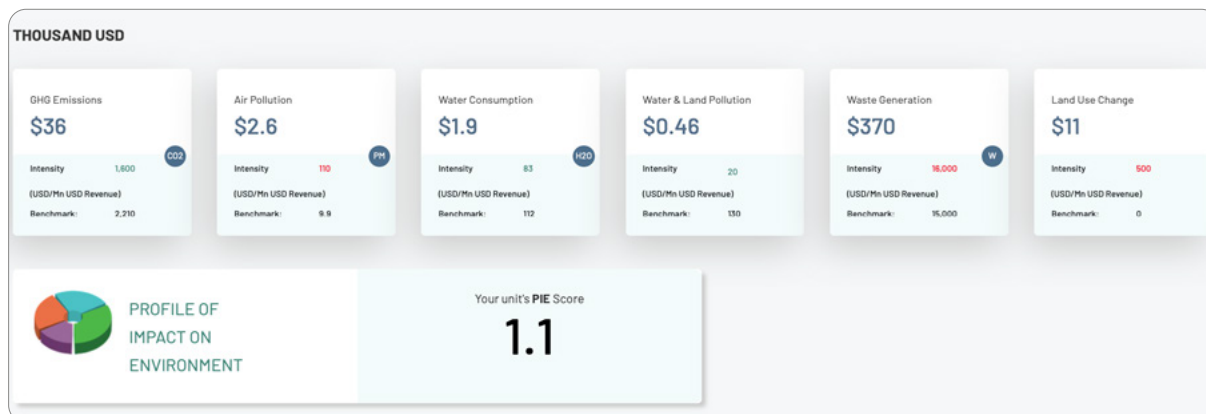 THOUSAND USD
GHG Emissions
$36
CO2
Intensity 1,600
(USD/Mn USD Revenue)
Benchmark: 2,210
Air Pollution
$2.6
PM
Intensity 110
(USD/Mn USD Revenue)
Benchmark: 9.9
Water Consumption
$1.9
H2O
Intensity 83
(USD/Mn USD Revenue)
Benchmark: 112
Water & Land Pollution
$0.46
Intensity 20
(USD/Mn USD Revenue)
Benchmark: 130
Waste Generation
$370
W
Intensity 16,000
(USD/Mn USD Revenue)
Benchmark: 15,000
Land Use Change
$11
Intensity 500
(USD/Mn USD Revenue)
Benchmark: 0
PROFILE OF
IMPACT ON
ENVIRONMENT
Your unit's PIE Score
1.1